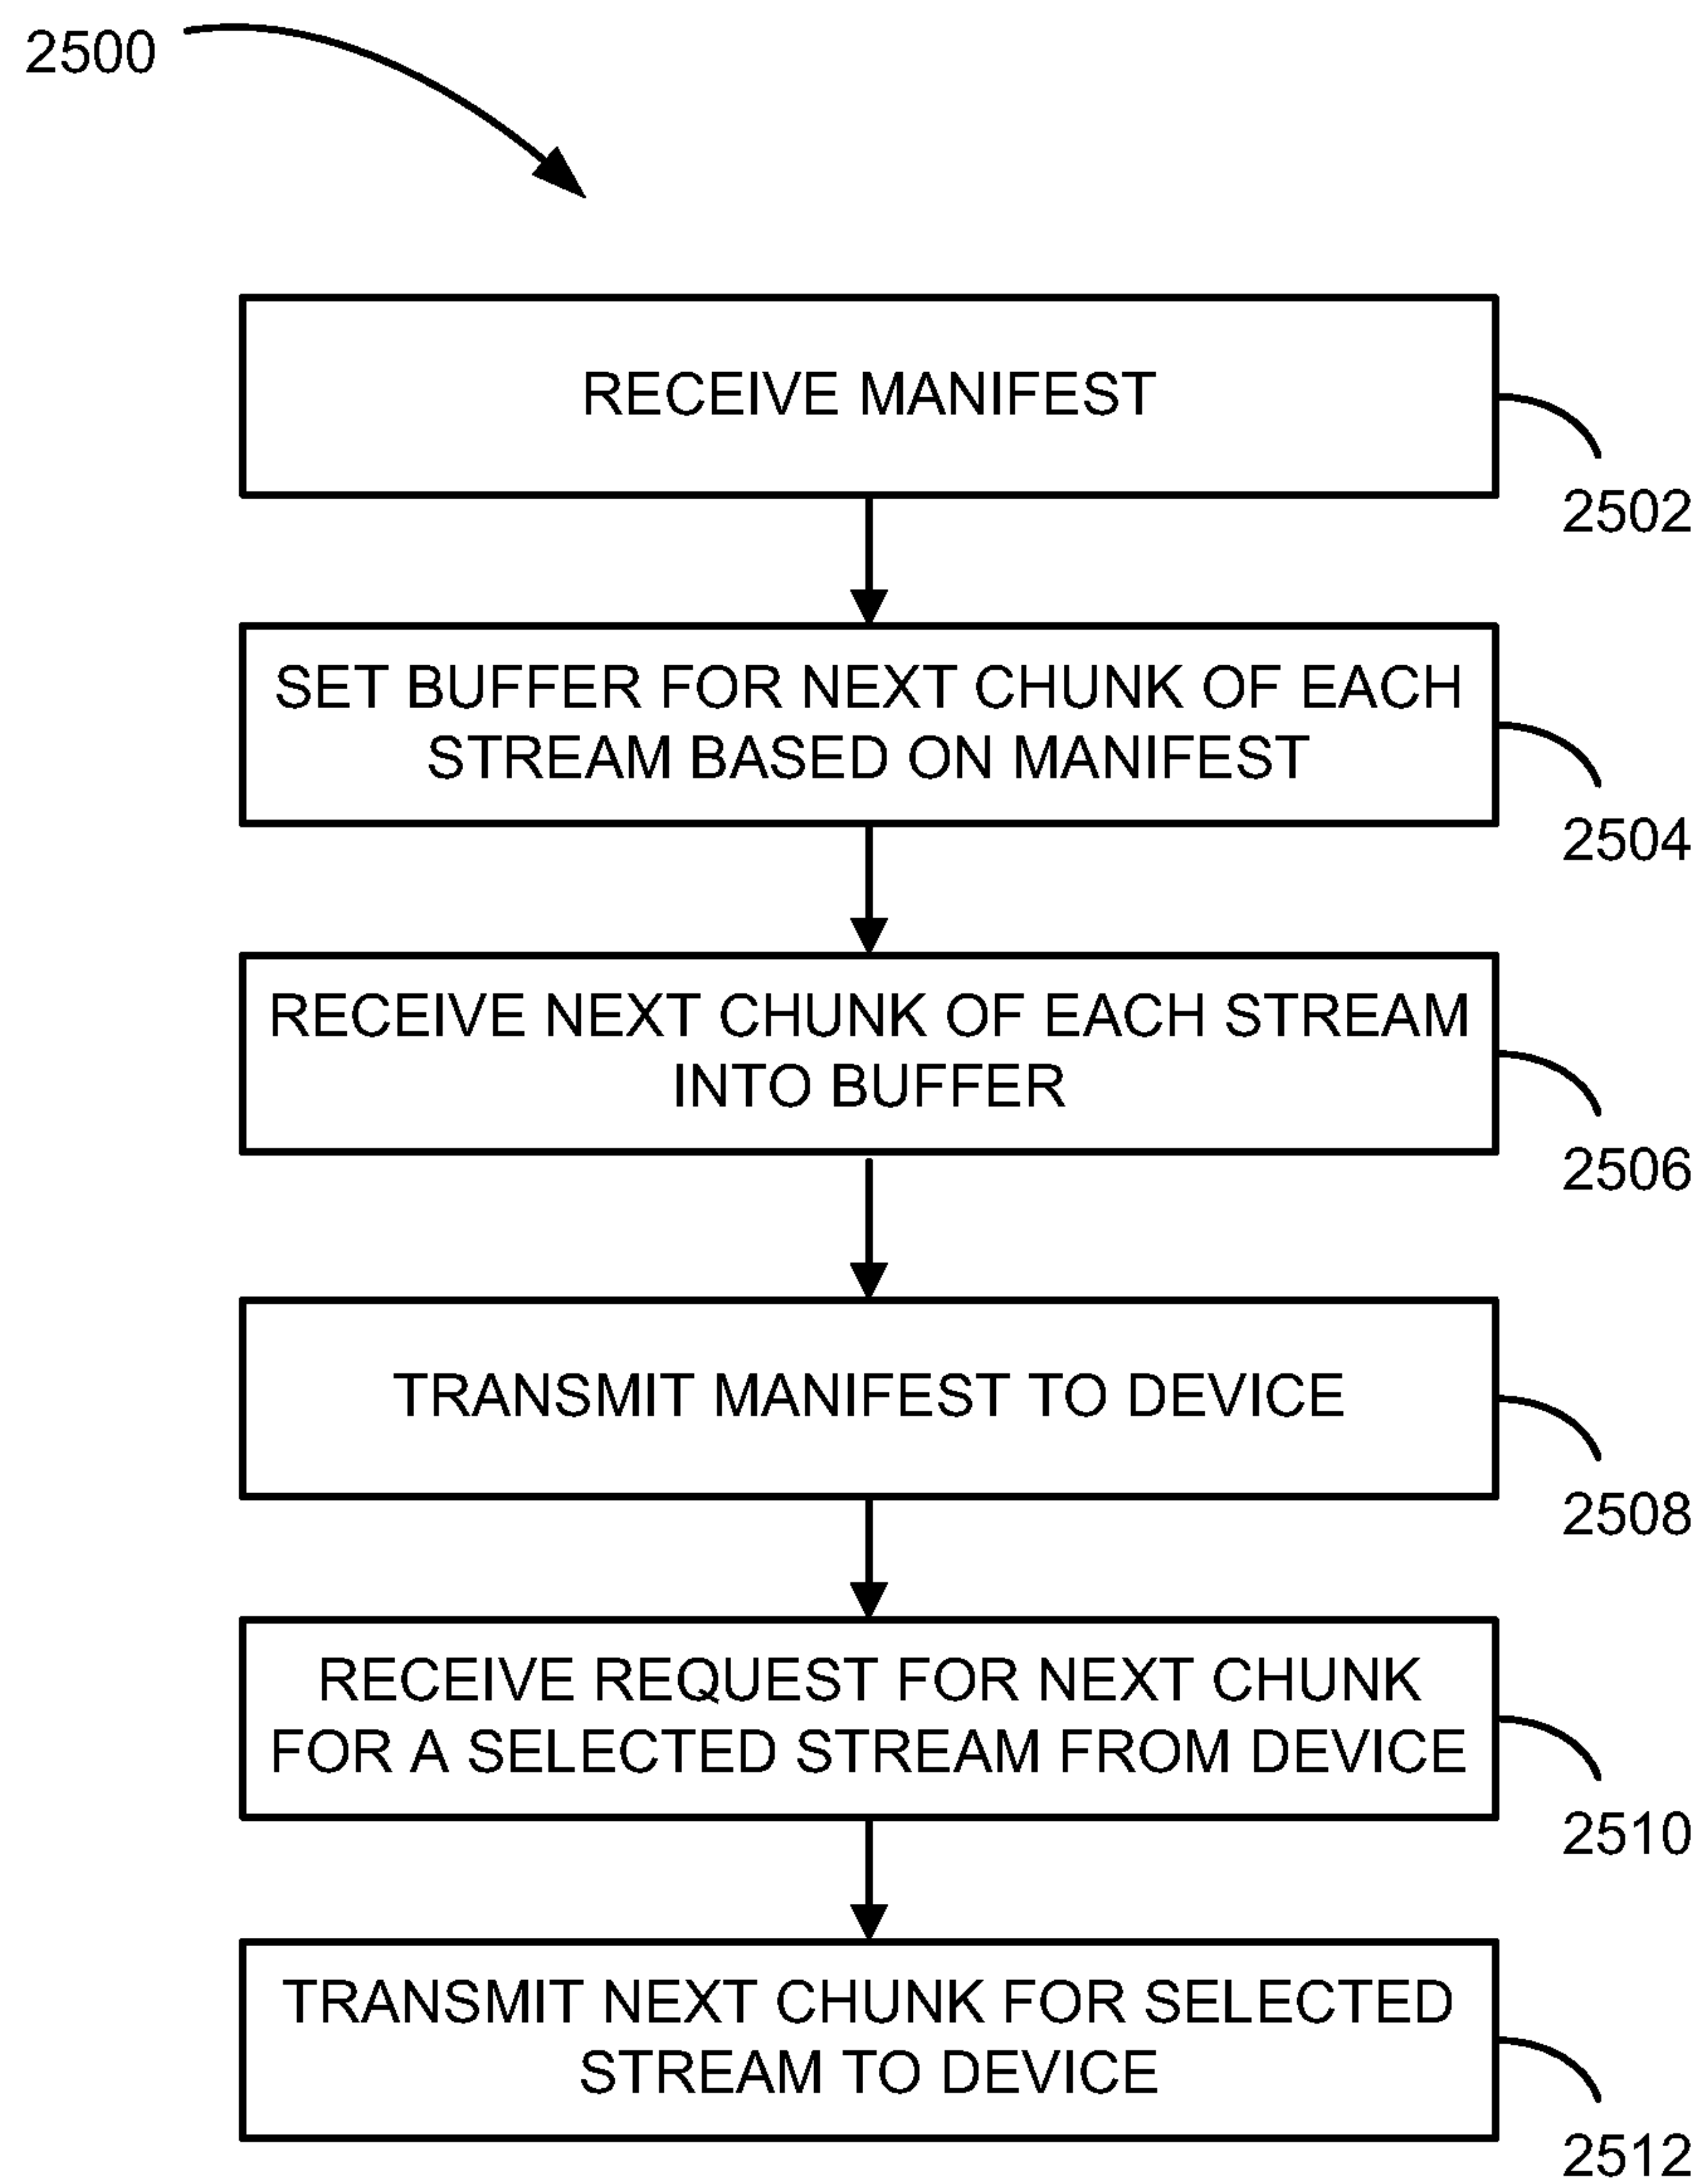 2500
RECEIVE MANIFEST
2502
SET BUFFER FOR NEXT CHUNK OF EACH
STREAM BASED ON MANIFEST
2504
RECEIVE NEXT CHUNK OF EACH STREAM
INTO BUFFER
2506
TRANSMIT MANIFEST TO DEVICE
2508
RECEIVE REQUEST FOR NEXT CHUNK
FOR A SELECTED STREAM FROM DEVICE
2510
TRANSMIT NEXT CHUNK FOR SELECTED
STREAM TO DEVICE
2512